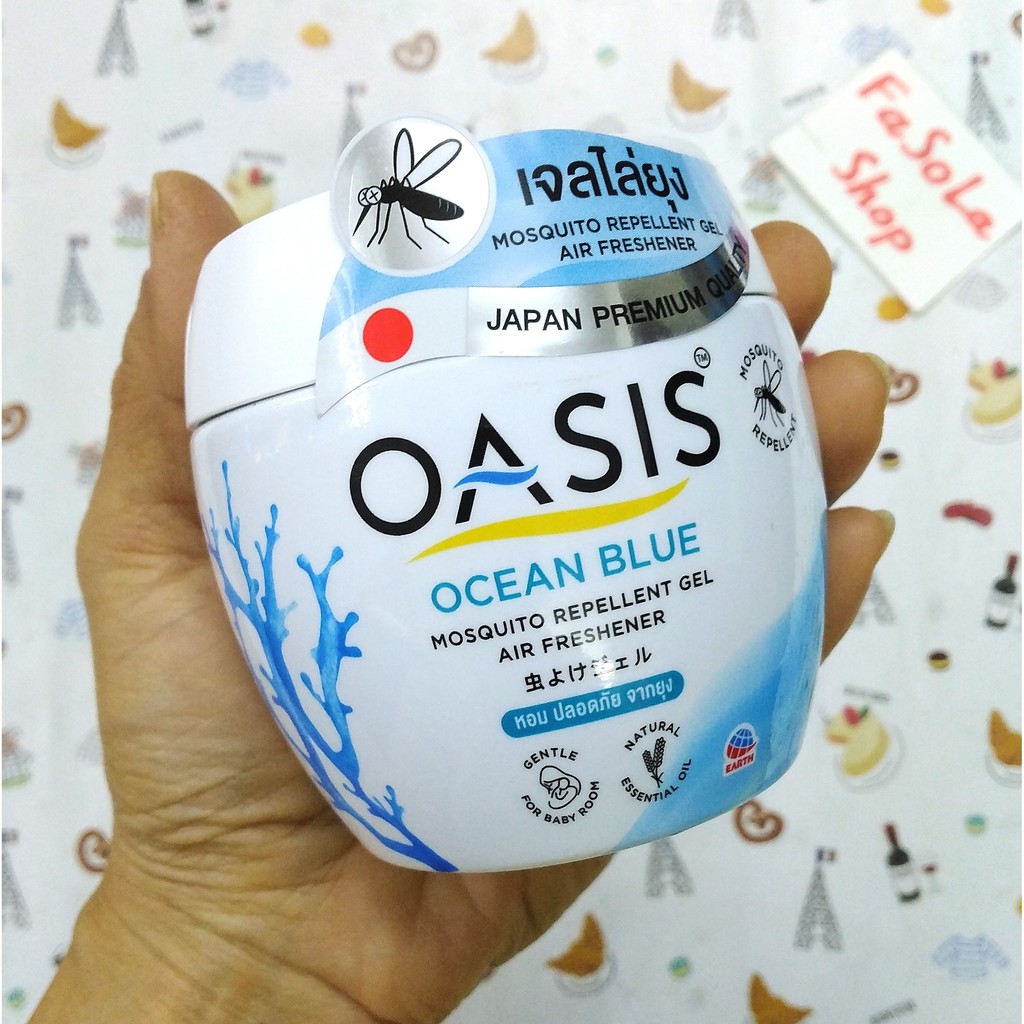 FaSoLa
Shop
เจลไล่ยุง
MOSQUITO REPELLENT GEL
AIR FRESHENER
JAPAN PREMIUM QUALITY
OASIS™
MOSQUITO
REPELLENT
OCEAN BLUE
MOSQUITO REPELLENT GEL
AIR FRESHENER
虫よけジェル
หอม ปลอดภัย จากยุง
GENTLE
FOR BABY ROOM
NATURAL
ESSENTIAL OIL
EARTH